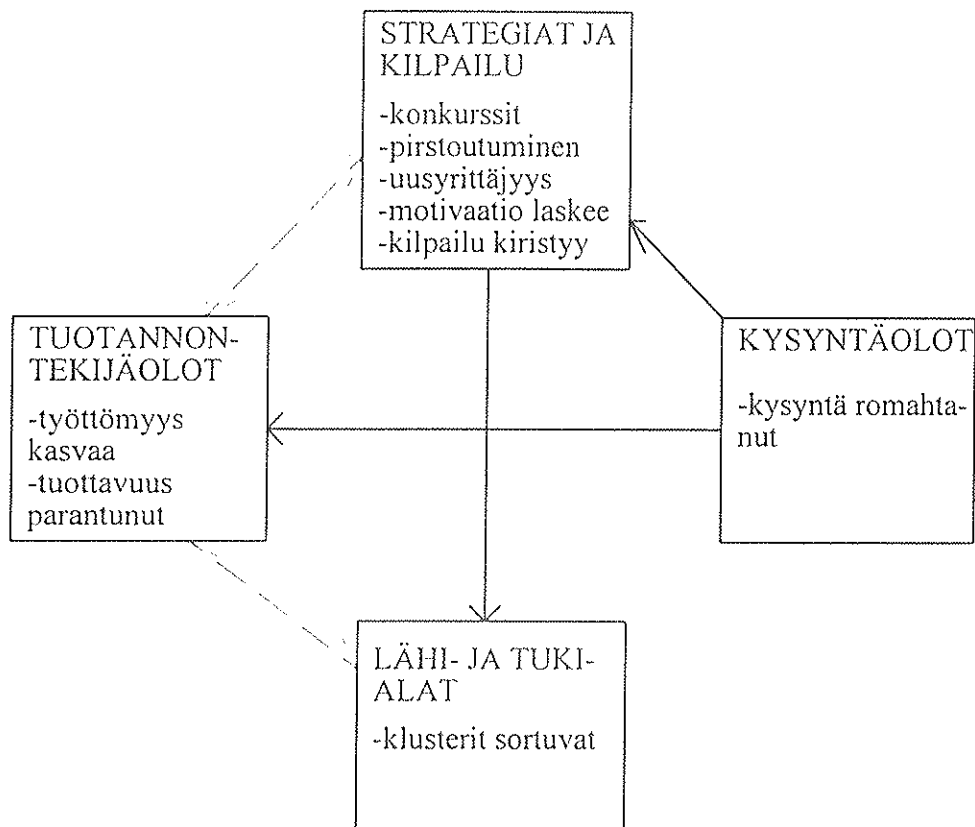 STRATEGIAT JA
KILPAILU
-konkurssit
-pirstoutuminen
-uusyrittäjyys
-motivaatio laskee
-kilpailu kiristyy
TUOTANNON-
TEKIJÄOLOT
-työttömyys
kasvaa
-tuottavuus
parantunut
KYSYNTÄOLOT
-kysyntä romahta-
nut
LÄHI- JA TUKI-
ALAT
-klusterit sortuvat